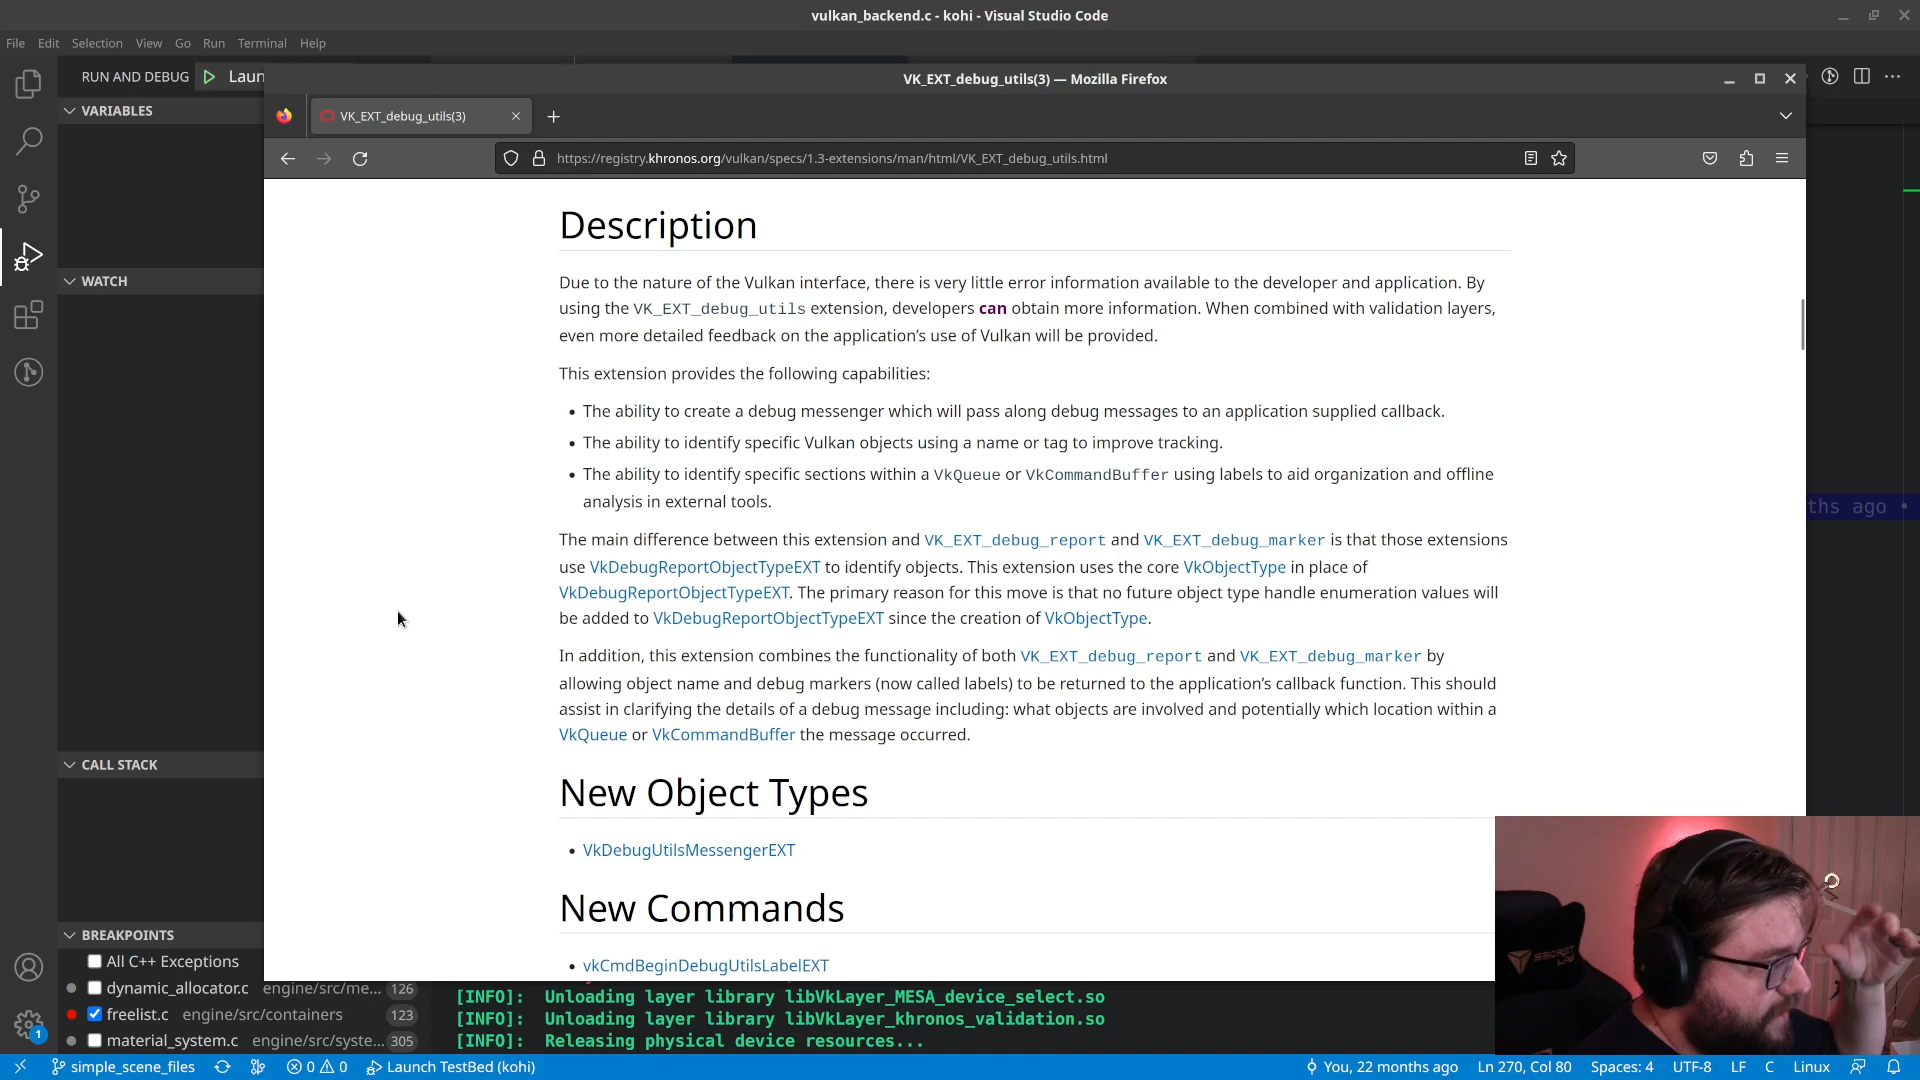 vulkan_backend.c - kohi - Visual Studio Code
File Edit Selection View Go Run Terminal Help
RUN AND DEBUG Laun
VARIABLES
WATCH
CALL STACK
BREAKPOINTS
All C++ Exceptions
dynamic_allocator.c engine/src/me... 126
freelist.c engine/src/containers 123
material_system.c engine/src/syste... 305
VK_EXT_debug_utils(3) — Mozilla Firefox
VK_EXT_debug_utils(3)
https://registry.khronos.org/vulkan/specs/1.3-extensions/man/html/VK_EXT_debug_utils.html
Description
Due to the nature of the Vulkan interface, there is very little error information available to the developer and application. By
using the VK_EXT_debug_utils extension, developers can obtain more information. When combined with validation layers,
even more detailed feedback on the application’s use of Vulkan will be provided.
This extension provides the following capabilities:
• The ability to create a debug messenger which will pass along debug messages to an application supplied callback.
• The ability to identify specific Vulkan objects using a name or tag to improve tracking.
• The ability to identify specific sections within a VkQueue or VkCommandBuffer using labels to aid organization and offline
analysis in external tools.
The main difference between this extension and VK_EXT_debug_report and VK_EXT_debug_marker is that those extensions
use VkDebugReportObjectTypeEXT to identify objects. This extension uses the core VkObjectType in place of
VkDebugReportObjectTypeEXT. The primary reason for this move is that no future object type handle enumeration values will
be added to VkDebugReportObjectTypeEXT since the creation of VkObjectType.
In addition, this extension combines the functionality of both VK_EXT_debug_report and VK_EXT_debug_marker by
allowing object name and debug markers (now called labels) to be returned to the application’s callback function. This should
assist in clarifying the details of a debug message including: what objects are involved and potentially which location within a
VkQueue or VkCommandBuffer the message occurred.
New Object Types
• VkDebugUtilsMessengerEXT
New Commands
• vkCmdBeginDebugUtilsLabelEXT
ths ago •
[INFO]: Unloading layer library libVkLayer_MESA_device_select.so
[INFO]: Unloading layer library libVkLayer_khronos_validation.so
[INFO]: Releasing physical device resources...
SECRET
1
simple_scene_files 0 0 Launch TestBed (kohi) You, 22 months ago Ln 270, Col 80 Spaces: 4 UTF-8 LF C Linux